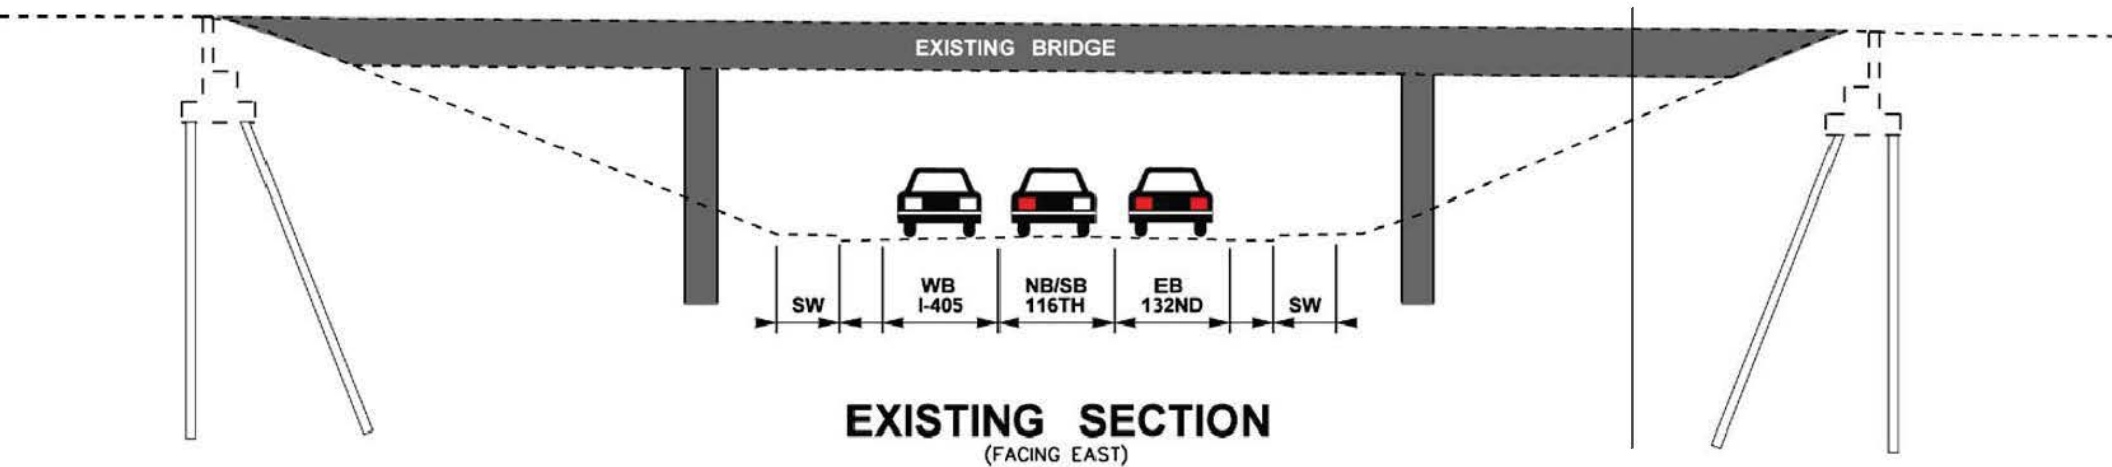 EXISTING BRIDGE
SW
WB
I-405
NB/SB
116TH
EB
132ND
SW
EXISTING SECTION
(FACING EAST)